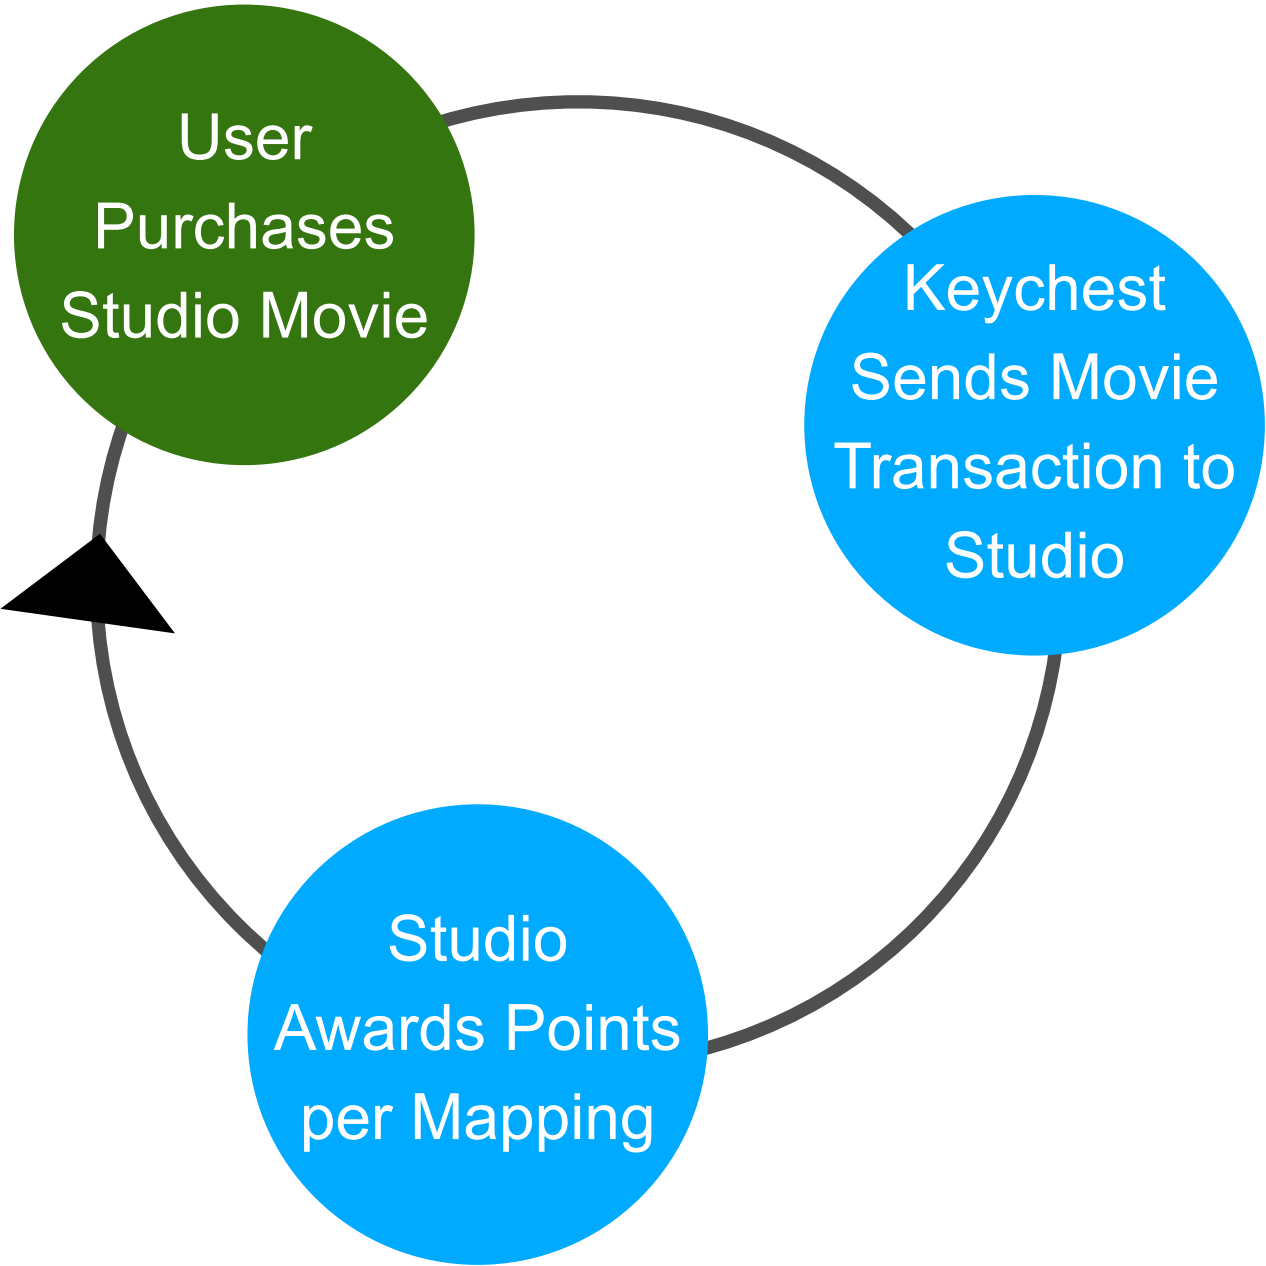 User
Purchases
Studio Movie
Keychest
Sends Movie
Transaction to
Studio
Studio
Awards Points
per Mapping